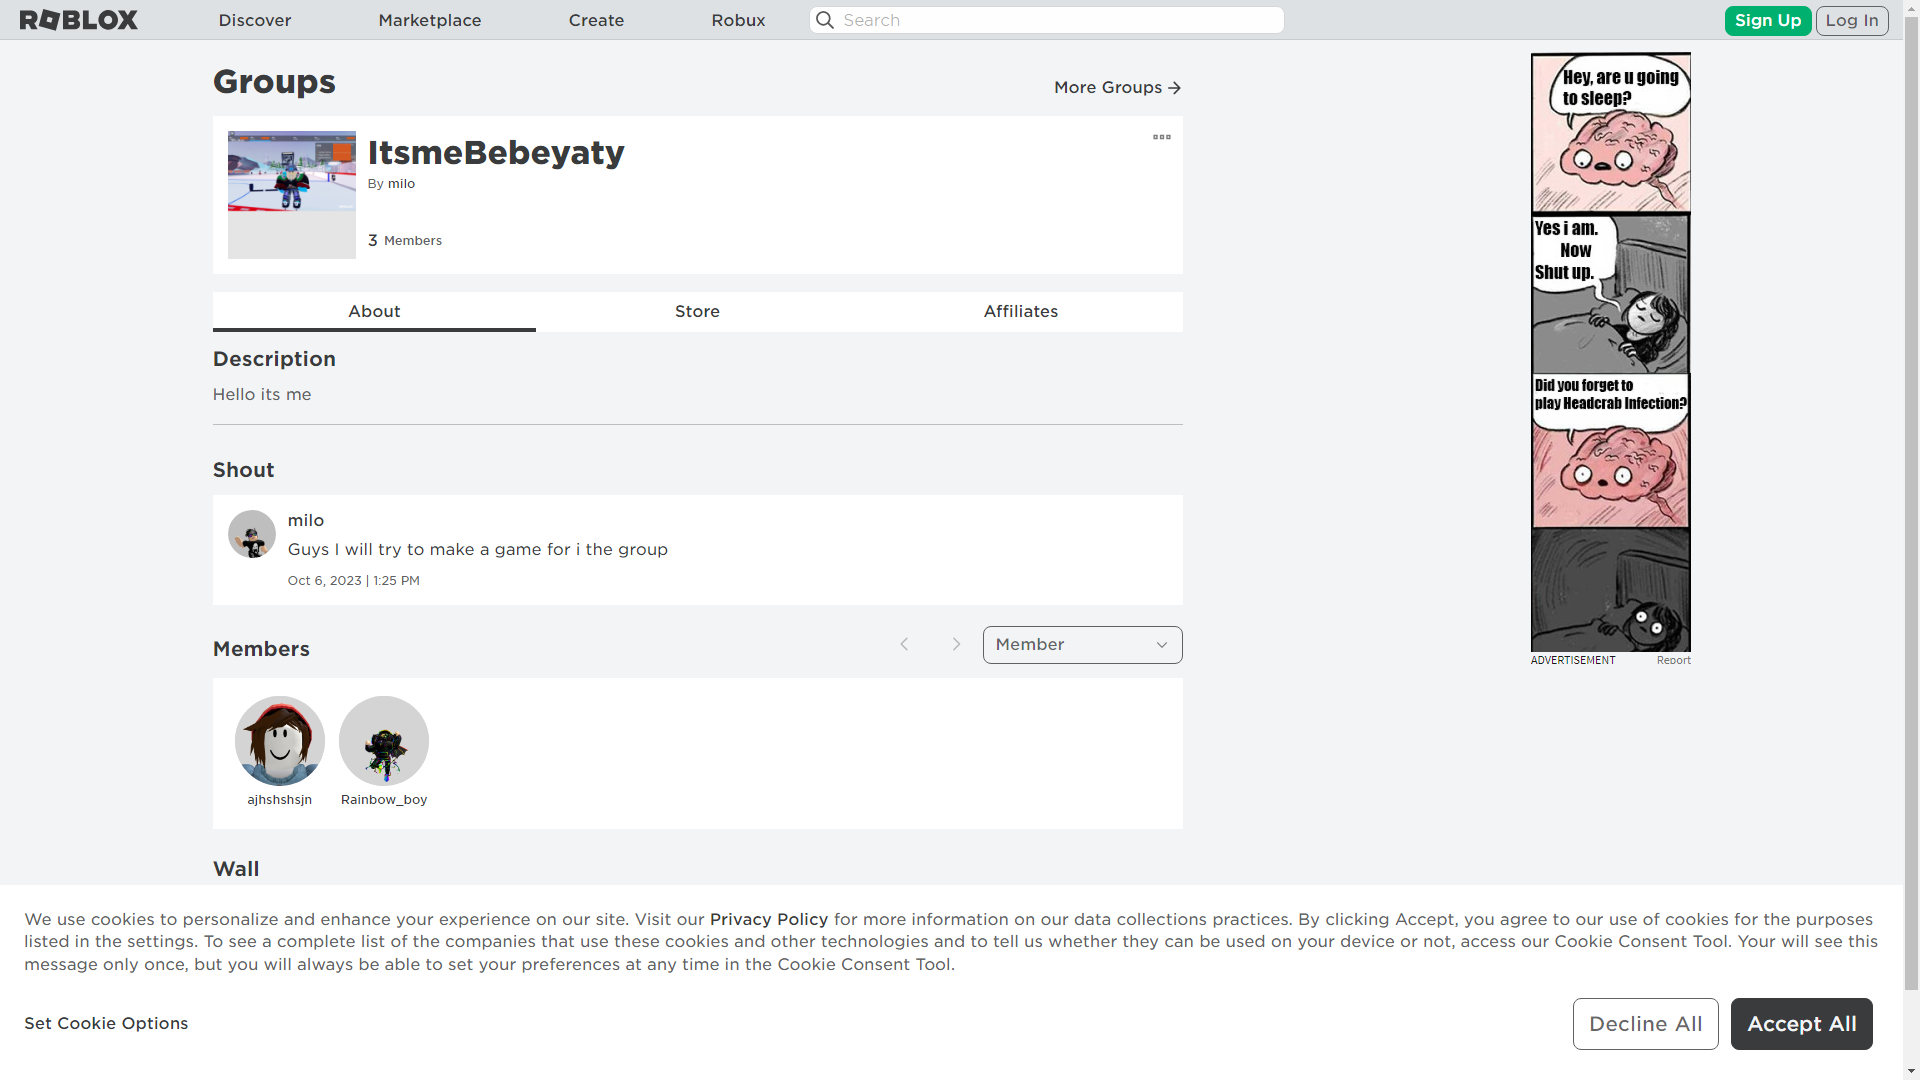 ROBLOX
Discover
Marketplace
Create
Robux
Search
Sign Up
Log In
Groups
More Groups
ItsmeBebeyaty
By milo
3 Members
About
Store
Affiliates
Description
Hello its me
Shout
milo
Guys I will try to make a game for i the group
Oct 6, 2023 | 1:25 PM
Members
Member
ajhshshsjn
Rainbow_boy
Wall
Hey, are u going
to sleep?
Yes i am.
Now
Shut up.
Did you forget to
play Headcrab Infection?
ADVERTISEMENT
Report
We use cookies to personalize and enhance your experience on our site. Visit our Privacy Policy for more information on our data collections practices. By clicking Accept, you agree to our use of cookies for the purposes
listed in the settings. To see a complete list of the companies that use these cookies and other technologies and to tell us whether they can be used on your device or not, access our Cookie Consent Tool. Your will see this
message only once, but you will always be able to set your preferences at any time in the Cookie Consent Tool.
Set Cookie Options
Decline All
Accept All